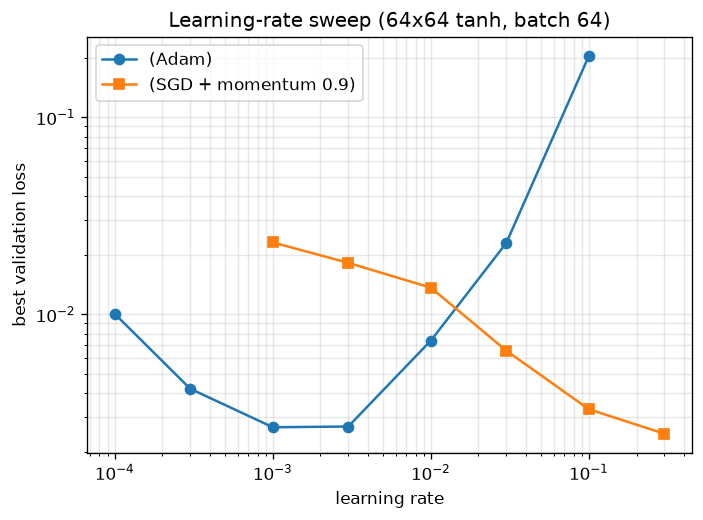 Learning-rate sweep (64x64 tanh, batch 64)
(Adam)
(SGD + momentum 0.9)
best validation loss
10⁻¹
10⁻²
10⁻⁴ 10⁻³ 10⁻² 10⁻¹
learning rate